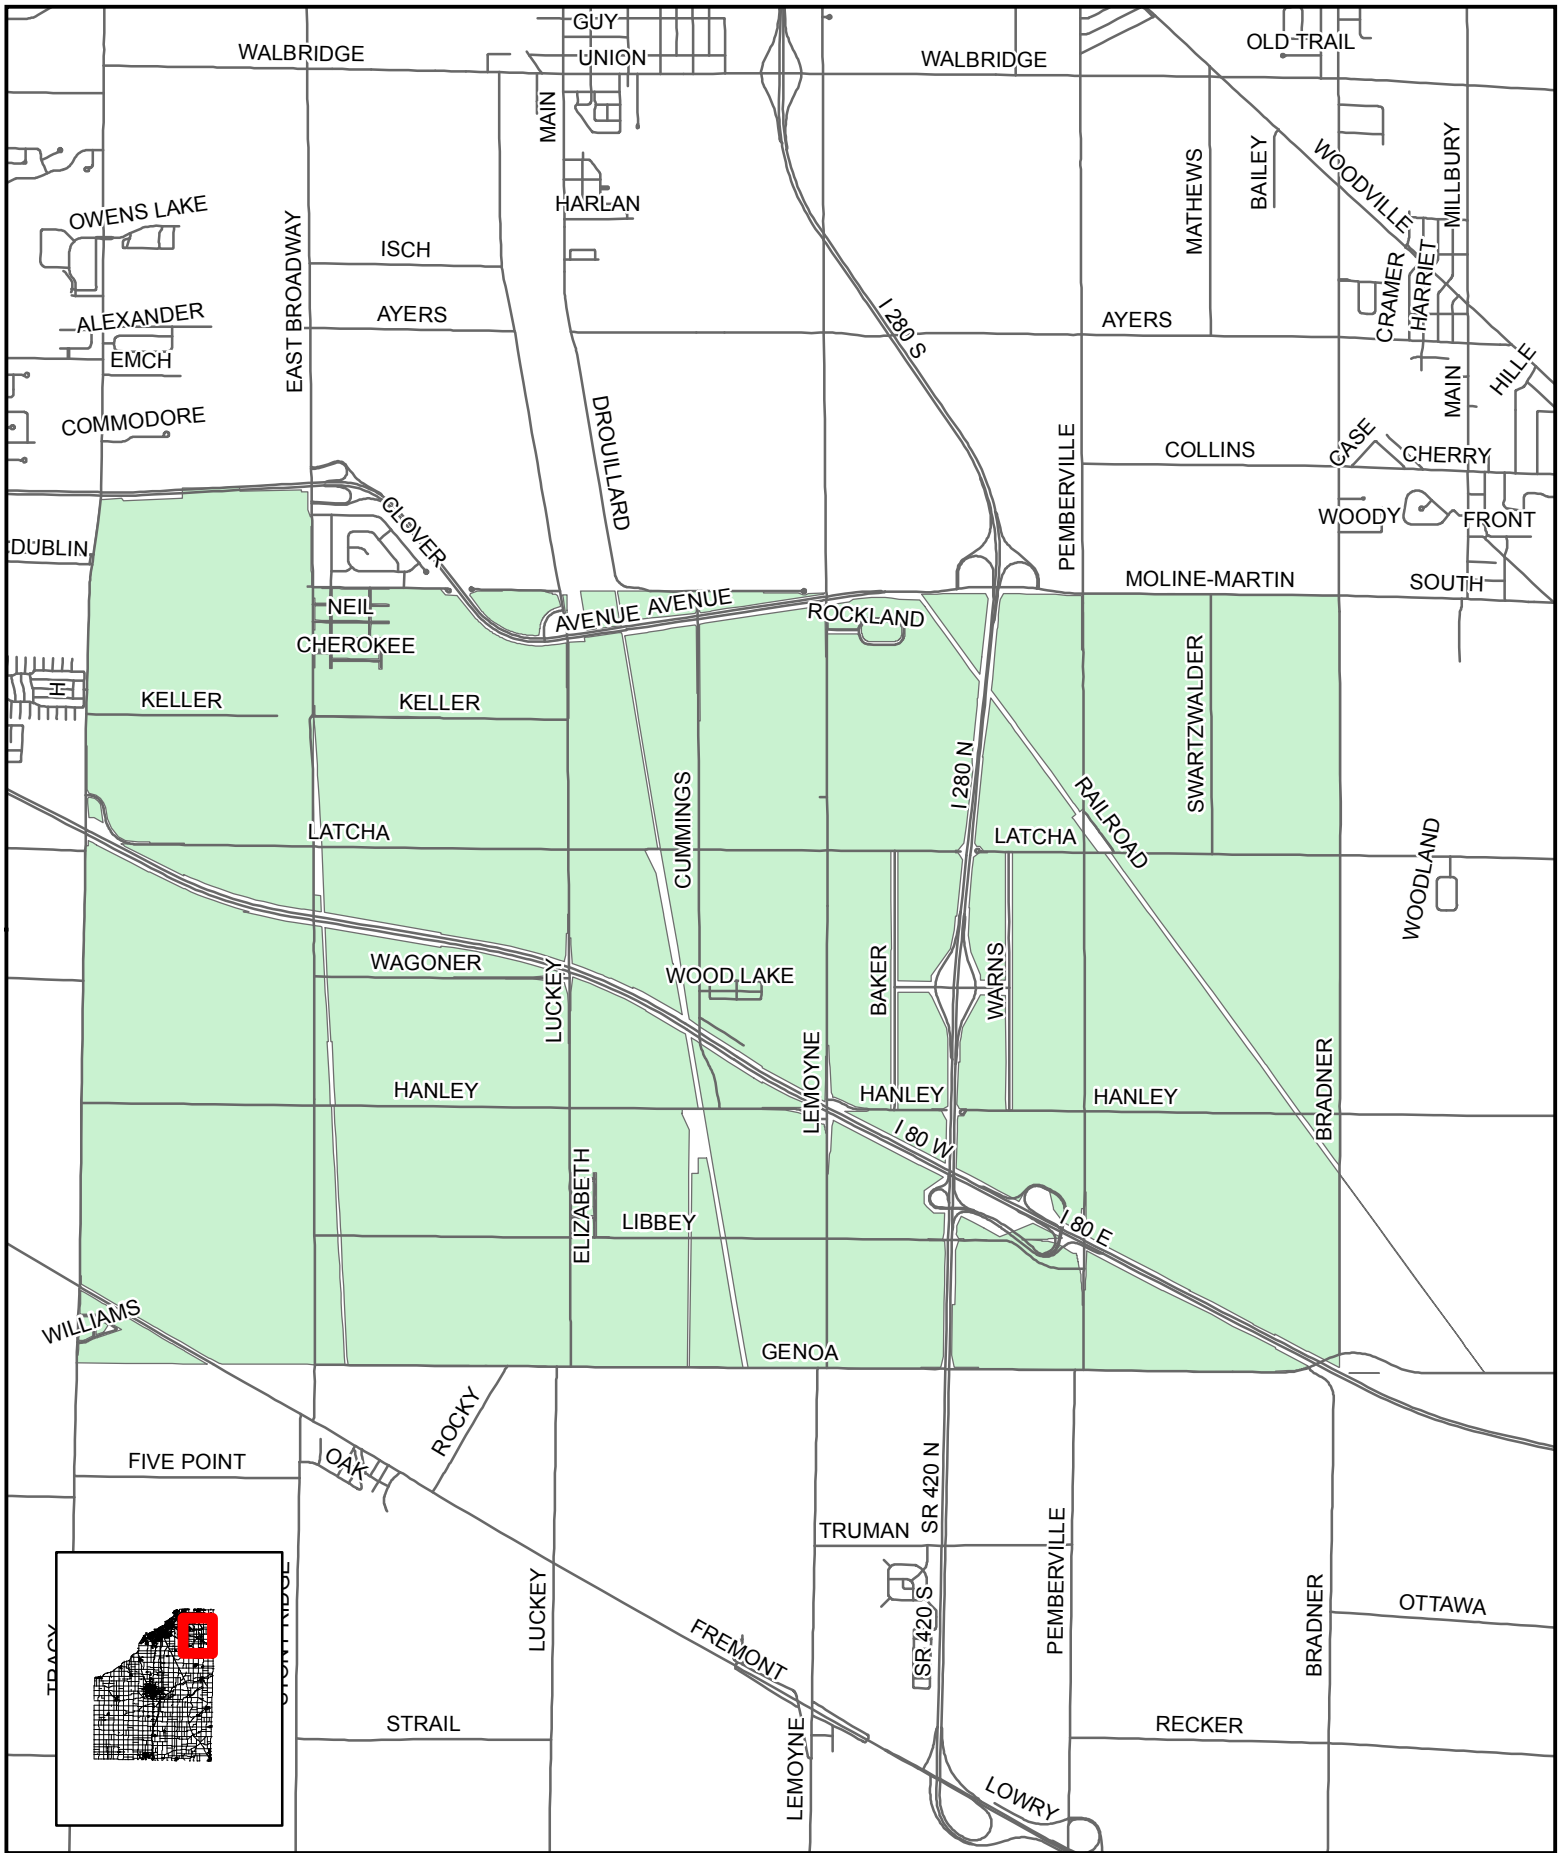 GUY
OLD TRAIL
WALBRIDGE
UNION
WALBRIDGE
MAIN
WOODVILLE
MILLBURY
BAILEY
MATHEWS
HARLAN
OWENS LAKE
EAST BROADWAY
ISCH
CRAMER
HARRIET
ALEXANDER
AYERS
I 280 S
AYERS
EMCH
HILLE
MAIN
COMMODORE
DROUILLARD
PEMBERVILLE
COLLINS
CASE
CHERRY
CLOVER
WOODY
FRONT
DUBLIN
MOLINE-MARTIN
SOUTH
NEIL
AVENUE
AVENUE
ROCKLAND
CHEROKEE
SWARTZWALDER
H
KELLER
KELLER
I 280 N
CUMMINGS
RAILROAD
LATCHA
LATCHA
WOODLAND
WAGONER
LUCKEY
WOOD LAKE
BAKER
WARNS
LEMOYNE
BRADNER
HANLEY
HANLEY
HANLEY
I 80 W
ELIZABETH
LIBBEY
I 80 E
WILLIAMS
GENOA
ROCKY
FIVE POINT
OAK
SR 420 N
TRUMAN
PEMBERVILLE
LUCKEY
SR 420 S
BRADNER
OTTAWA
FREMONT
STRAIL
LEMOYNE
RECKER
LOWRY